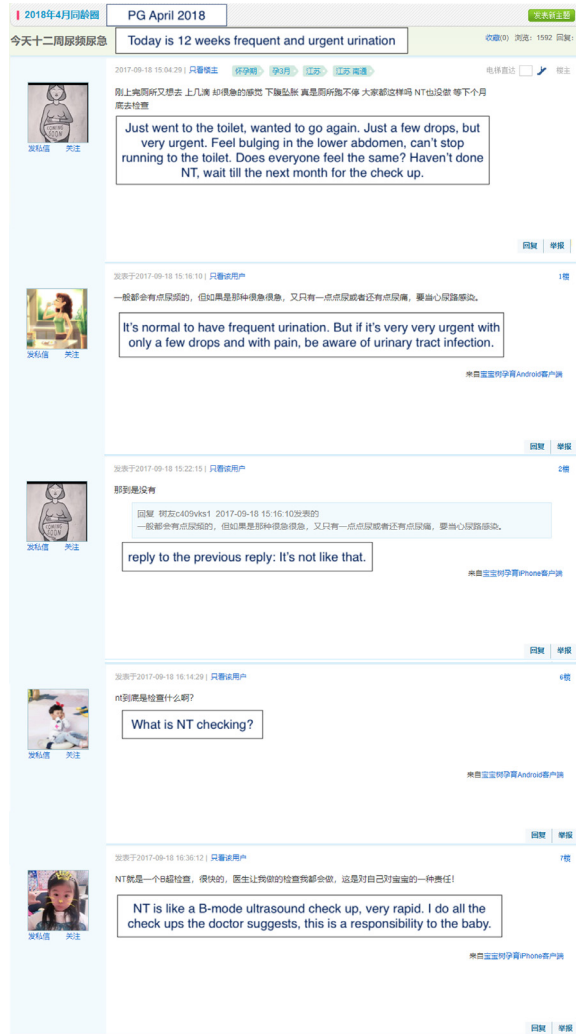 2018年4月同龄圈
PG April 2018
发表新主题
今天十二周尿频尿急
Today is 12 weeks frequent and urgent urination
收藏(0) 浏览: 1592 回复:
2017-09-18 15:04:29 | 只看楼主 怀孕期 孕3月 江苏 江苏 南通
电梯直达 楼主
刚上完厕所又想去 上几滴 却很急的感觉 下腹坠胀 真是厕所跑不停 大家都这样吗 NT也没做 等下个月
底去检查
COMING
SOON
Just went to the toilet, wanted to go again. Just a few drops, but
very urgent. Feel bulging in the lower abdomen, can't stop
running to the toilet. Does everyone feel the same? Haven't done
NT, wait till the next month for the check up.
发私信 关注
回复 举报
发表于2017-09-18 15:16:10 | 只看该用户
1楼
一般都会有点尿频的，但如果是那种很急很急，又只有一点点尿或者还有点尿痛，要当心尿路感染。
It's normal to have frequent urination. But if it's very very urgent with
only a few drops and with pain, be aware of urinary tract infection.
发私信 关注
来自宝宝树孕育Android客户端
回复 举报
发表于2017-09-18 15:22:15 | 只看该用户
2楼
那到是没有
COMING
SOON
回复 树友c409vks1 2017-09-18 15:16:10发表的
一般都会有点尿频的，但如果是那种很急很急，又只有一点点尿或者还有点尿痛，要当心尿路感染。
reply to the previous reply: It's not like that.
发私信 关注
来自宝宝树孕育iPhone客户端
回复 举报
发表于2017-09-18 16:14:29 | 只看该用户
6楼
nt到底是检查什么啊?
What is NT checking?
发私信 关注
来自宝宝树孕育Android客户端
回复 举报
发表于2017-09-18 16:36:12 | 只看该用户
7楼
NT就是一个B超检查，很快的，医生让我做的检查我都会做，这是对自己对宝宝的一种责任!
NT is like a B-mode ultrasound check up, very rapid. I do all the
check ups the doctor suggests, this is a responsibility to the baby.
发私信 关注
来自宝宝树孕育iPhone客户端
回复 举报